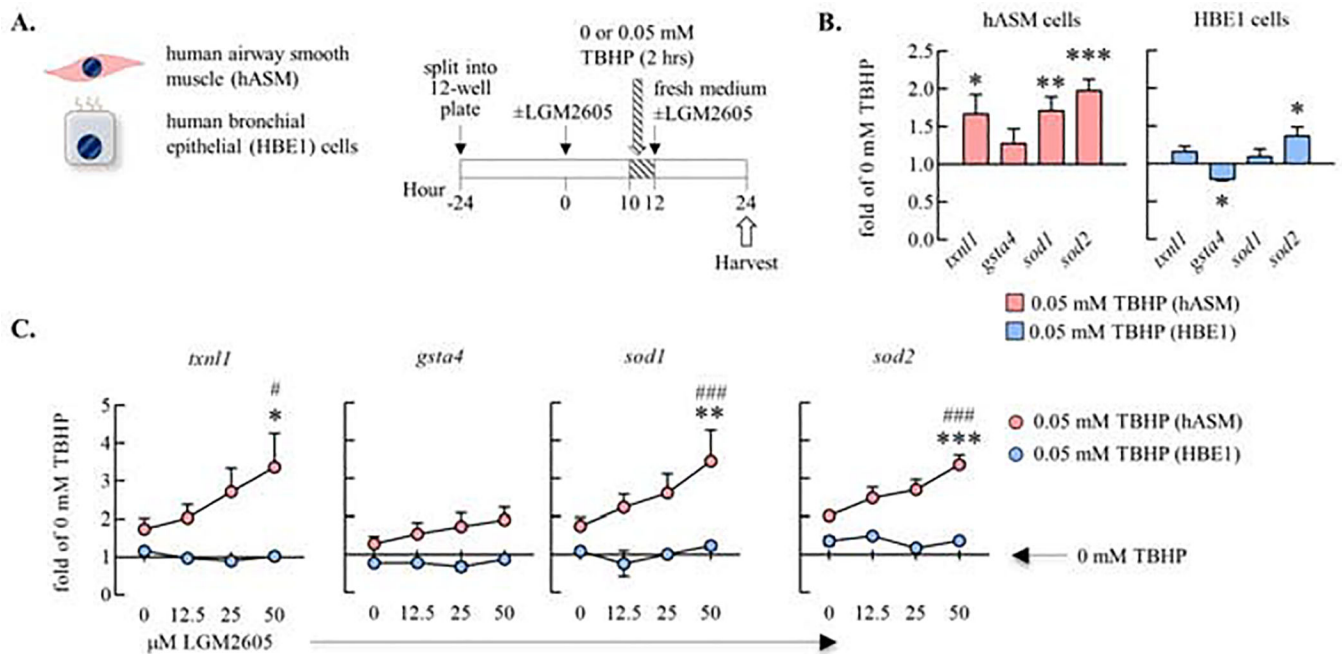 A.
human airway smooth
muscle (hASM)
human bronchial
epithelial (HBE1) cells
split into
12-well
plate
±LGM2605
0 or 0.05 mM
TBHP (2 hrs)
fresh medium
±LGM2605
Hour
-24 0 10 12 24
Harvest
B.
hASM cells
HBE1 cells
fold of 0 mM TBHP
2.5
2.0
1.5
1.0
0.5
0.0
* ** ***
* *
txnl1 gsta4 sod1 sod2
txnl1 gsta4 sod1 sod2
0.05 mM TBHP (hASM)
0.05 mM TBHP (HBE1)
C.
txnl1 gsta4 sod1 sod2
fold of 0 mM TBHP
5
4
3
2
1
0
#
*
###
**
###
***
0 12.5 25 50
0 12.5 25 50
0 12.5 25 50
0 12.5 25 50
µM LGM2605
0.05 mM TBHP (hASM)
0.05 mM TBHP (HBE1)
0 mM TBHP